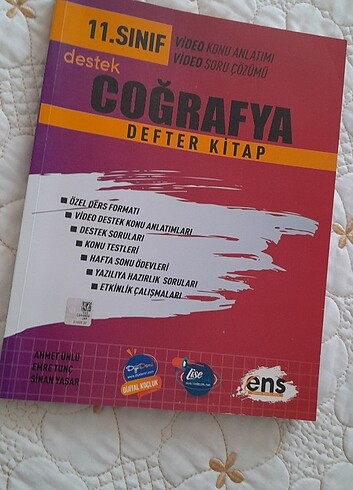 11.SINIF
VİDEO KONU ANLATIMI
VİDEO SORU ÇÖZÜMÜ
destek
COĞRAFYA
DEFTER KİTAP
ÖZEL DERS FORMATI
VİDEO DESTEK KONU ANLATIMLARI
DESTEK SORULARI
KONU TESTLERİ
HAFTA SONU ÖDEVLERİ
YAZILIYA HAZIRLIK SORULARI
ETKİNLİK ÇALIŞMALARI
AHMET ÜNLÜ
EMRE TUNÇ
SİNAN YAŞAR
DİJİTAL KOÇLUK
Lise
ens